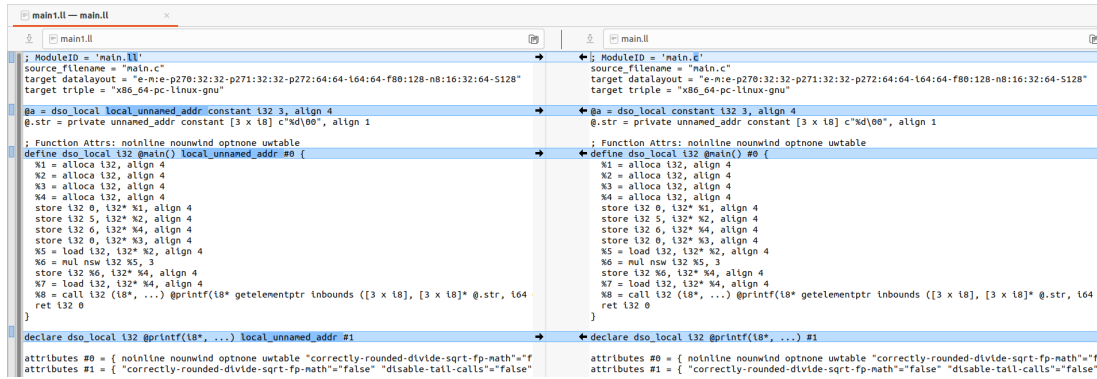 main1.ll — main.ll ×
main1.ll
; ModuleID = 'main.ll'
source_filename = "main.c"
target datalayout = "e-m:e-p270:32:32-p271:32:32-p272:64:64-i64:64-f80:128-n8:16:32:64-S128"
target triple = "x86_64-pc-linux-gnu"
@a = dso_local local_unnamed_addr constant i32 3, align 4
@.str = private unnamed_addr constant [3 x i8] c"%d\00", align 1
; Function Attrs: noinline nounwind optnone uwtable
define dso_local i32 @main() local_unnamed_addr #0 {
%1 = alloca i32, align 4
%2 = alloca i32, align 4
%3 = alloca i32, align 4
%4 = alloca i32, align 4
store i32 0, i32* %1, align 4
store i32 5, i32* %2, align 4
store i32 6, i32* %4, align 4
store i32 0, i32* %3, align 4
%5 = load i32, i32* %2, align 4
%6 = mul nsw i32 %5, 3
store i32 %6, i32* %4, align 4
%7 = load i32, i32* %4, align 4
%8 = call i32 (i8*, ...) @printf(i8* getelementptr inbounds ([3 x i8], [3 x i8]* @.str, i64
ret i32 0
}
declare dso_local i32 @printf(i8*, ...) local_unnamed_addr #1
attributes #0 = { noinline nounwind optnone uwtable "correctly-rounded-divide-sqrt-fp-math"="f
attributes #1 = { "correctly-rounded-divide-sqrt-fp-math"="false" "disable-tail-calls"="false"
main.ll
; ModuleID = 'main.c'
source_filename = "main.c"
target datalayout = "e-m:e-p270:32:32-p271:32:32-p272:64:64-i64:64-f80:128-n8:16:32:64-S128"
target triple = "x86_64-pc-linux-gnu"
@a = dso_local constant i32 3, align 4
@.str = private unnamed_addr constant [3 x i8] c"%d\00", align 1
; Function Attrs: noinline nounwind optnone uwtable
define dso_local i32 @main() #0 {
%1 = alloca i32, align 4
%2 = alloca i32, align 4
%3 = alloca i32, align 4
%4 = alloca i32, align 4
store i32 0, i32* %1, align 4
store i32 5, i32* %2, align 4
store i32 6, i32* %4, align 4
store i32 0, i32* %3, align 4
%5 = load i32, i32* %2, align 4
%6 = mul nsw i32 %5, 3
store i32 %6, i32* %4, align 4
%7 = load i32, i32* %4, align 4
%8 = call i32 (i8*, ...) @printf(i8* getelementptr inbounds ([3 x i8], [3 x i8]* @.str, i64
ret i32 0
}
declare dso_local i32 @printf(i8*, ...) #1
attributes #0 = { noinline nounwind optnone uwtable "correctly-rounded-divide-sqrt-fp-math"="f
attributes #1 = { "correctly-rounded-divide-sqrt-fp-math"="false" "disable-tail-calls"="false"